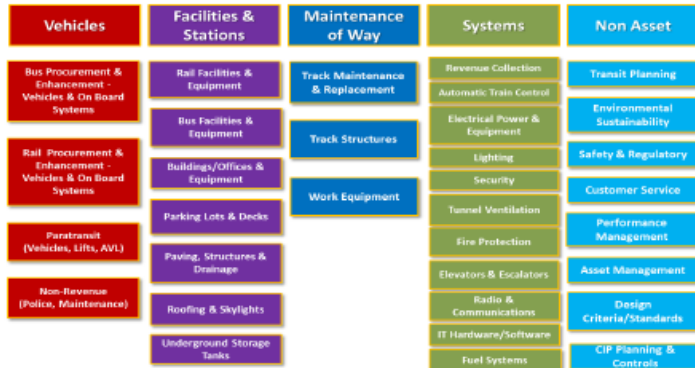 Vehicles
Bus Procurement &
Enhancement -
Vehicles & On Board
Systems
Rail Procurement &
Enhancement -
Vehicles & On Board
Systems
Paratransit
(Vehicles, Lifts, AVL)
Non-Revenue
(Police, Maintenance)
Facilities &
Stations
Rail Facilities &
Equipment
Bus Facilities &
Equipment
Buildings/Offices &
Equipment
Parking Lots & Decks
Paving, Structures &
Drainage
Roofing & Skylights
Underground Storage
Tanks
Maintenance
of Way
Track Maintenance
& Replacement
Track Structures
Work Equipment
Systems
Revenue Collection
Automatic Train Control
Electrical Power &
Equipment
Lighting
Security
Tunnel Ventilation
Fire Protection
Elevators & Escalators
Radio &
Communications
IT Hardware/Software
Fuel Systems
Non Asset
Transit Planning
Environmental
Sustainability
Safety & Regulatory
Customer Service
Performance
Management
Asset Management
Design
Criteria/Standards
CIP Planning &
Controls